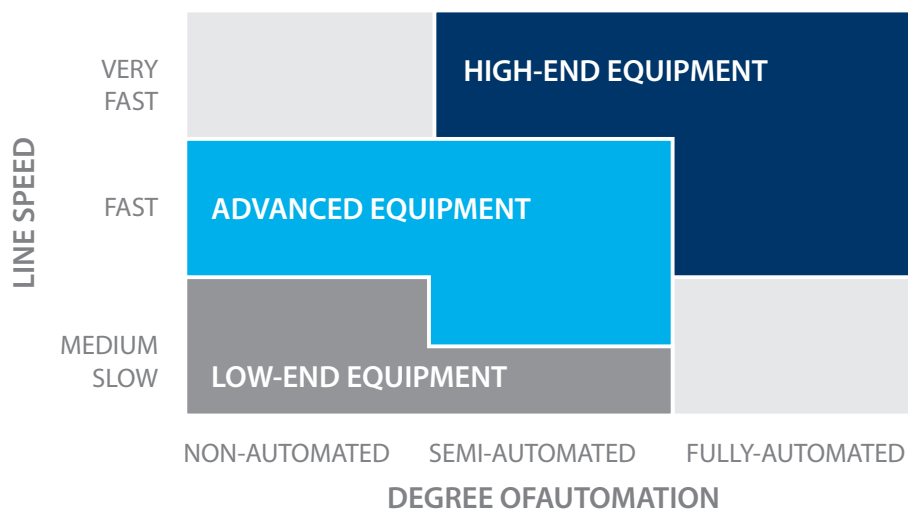 VERY
FAST
HIGH-END EQUIPMENT
LINE SPEED
FAST
ADVANCED EQUIPMENT
MEDIUM
SLOW
LOW-END EQUIPMENT
NON-AUTOMATED
SEMI-AUTOMATED
FULLY-AUTOMATED
DEGREE OFAUTOMATION